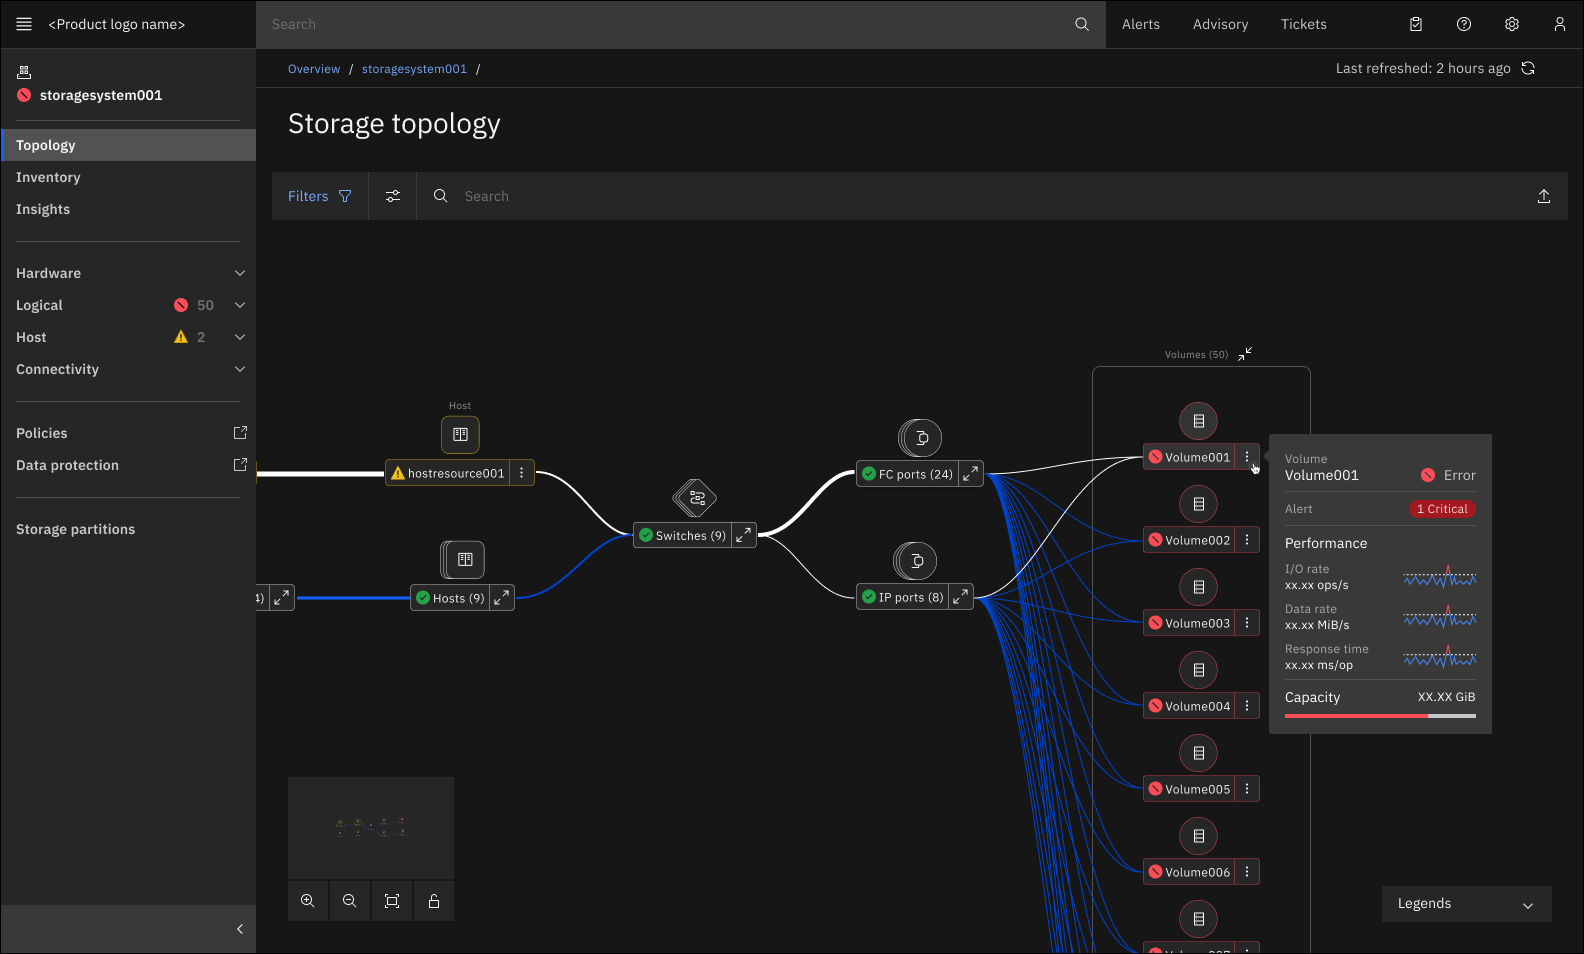 <Product logo name>
Search
Alerts
Advisory
Tickets
Overview / storagesystem001 /
Last refreshed: 2 hours ago
storagesystem001
Topology
Inventory
Insights
Hardware
Logical 50
Host 2
Connectivity
Policies
Data protection
Storage partitions
Storage topology
Filters
Search
Volumes (50)
Host
hostresource001
4)
Hosts (9)
Switches (9)
FC ports (24)
IP ports (8)
Volume001
Volume002
Volume003
Volume004
Volume005
Volume006
Volume007
Volume
Volume001 Error
Alert 1 Critical
Performance
I/O rate
xx.xx ops/s
Data rate
xx.xx MiB/s
Response time
xx.xx ms/op
Capacity XX.XX GiB
Legends